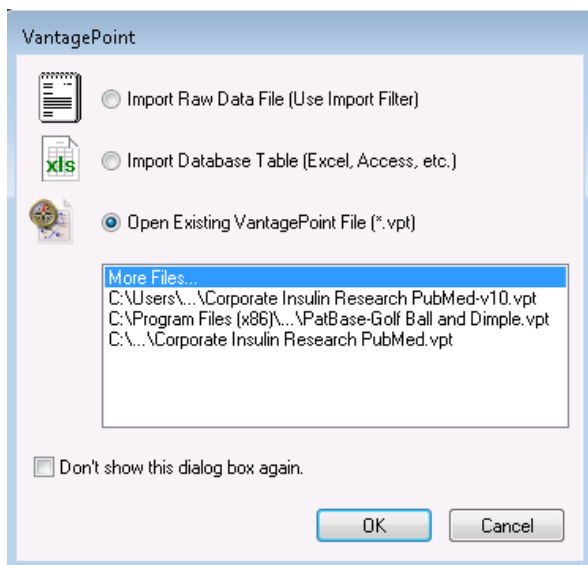 VantagePoint
Import Raw Data File (Use Import Filter)
xls
Import Database Table (Excel, Access, etc.)
Open Existing VantagePoint File (*.vpt)
More Files...
C:\Users\...\Corporate Insulin Research PubMed-v10.vpt
C:\Program Files (x86)\...\PatBase-Golf Ball and Dimple.vpt
C:\...\Corporate Insulin Research PubMed.vpt
Don't show this dialog box again.
OK
Cancel